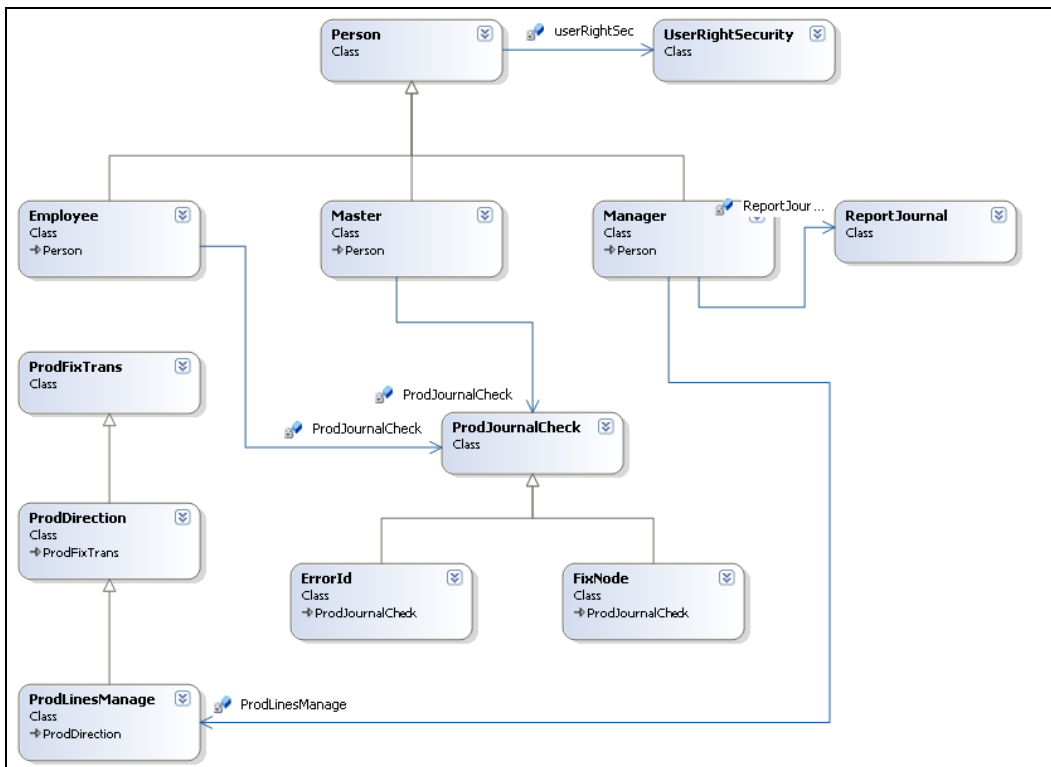 Person
Class
userRightSec
UserRightSecurity
Class
Employee
Class
Person
Master
Class
Person
Manager
Class
Person
ReportJour ...
ReportJournal
Class
ProdFixTrans
Class
ProdJournalCheck
ProdJournalCheck
ProdJournalCheck
Class
ProdDirection
Class
ProdFixTrans
ErrorId
Class
ProdJournalCheck
FixNode
Class
ProdJournalCheck
ProdLinesManage
Class
ProdDirection
ProdLinesManage